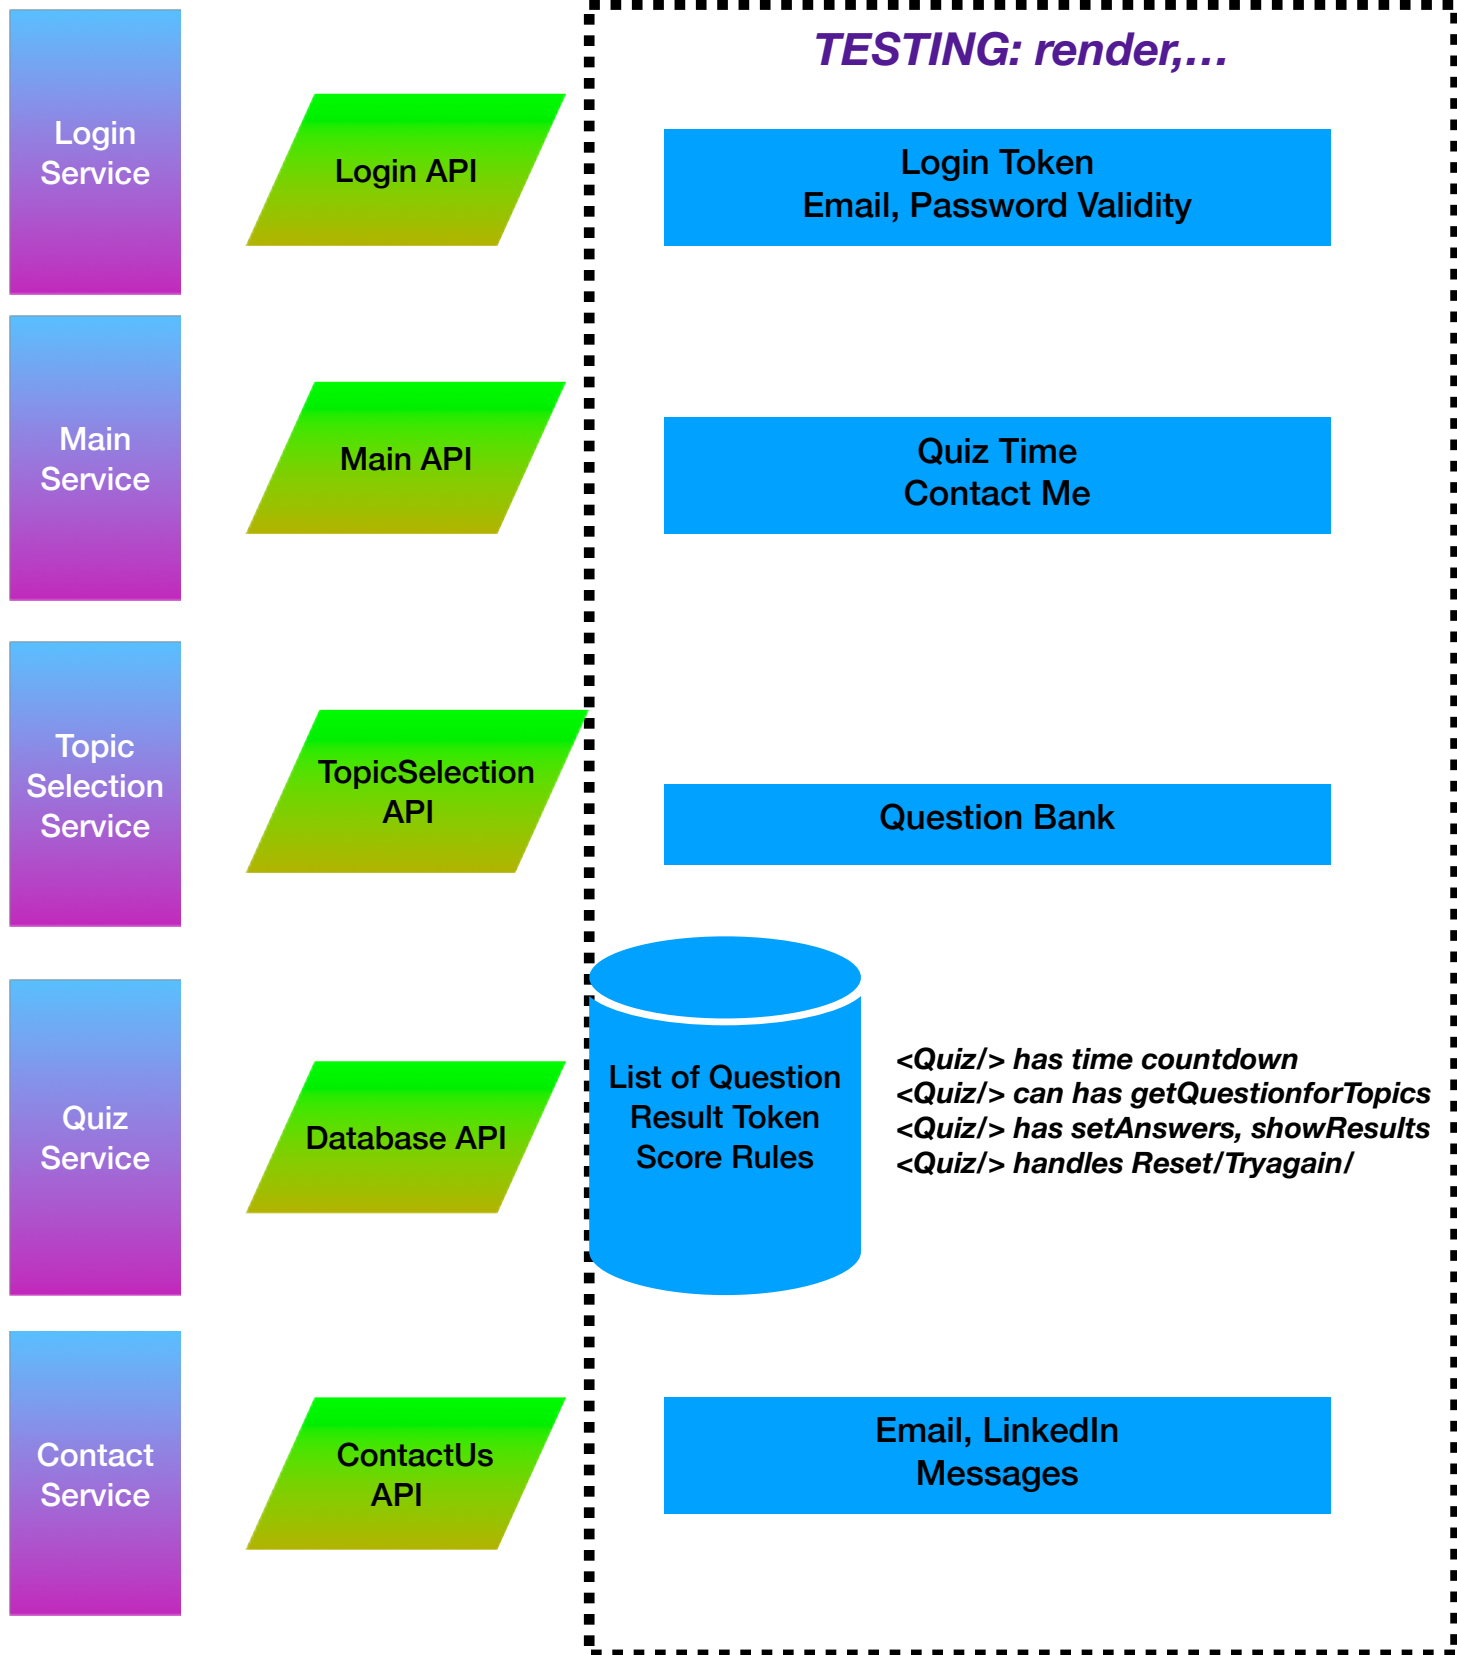 TESTING: render,…
Login
Service
Login API
Login Token
Email, Password Validity
Main
Service
Main API
Quiz Time
Contact Me
Topic
Selection
Service
TopicSelection
API
Question Bank
Quiz
Service
Database API
List of Question
Result Token
Score Rules
<Quiz/> has time countdown
<Quiz/> can has getQuestionforTopics
<Quiz/> has setAnswers, showResults
<Quiz/> handles Reset/Tryagain/
Contact
Service
ContactUs
API
Email, LinkedIn
Messages